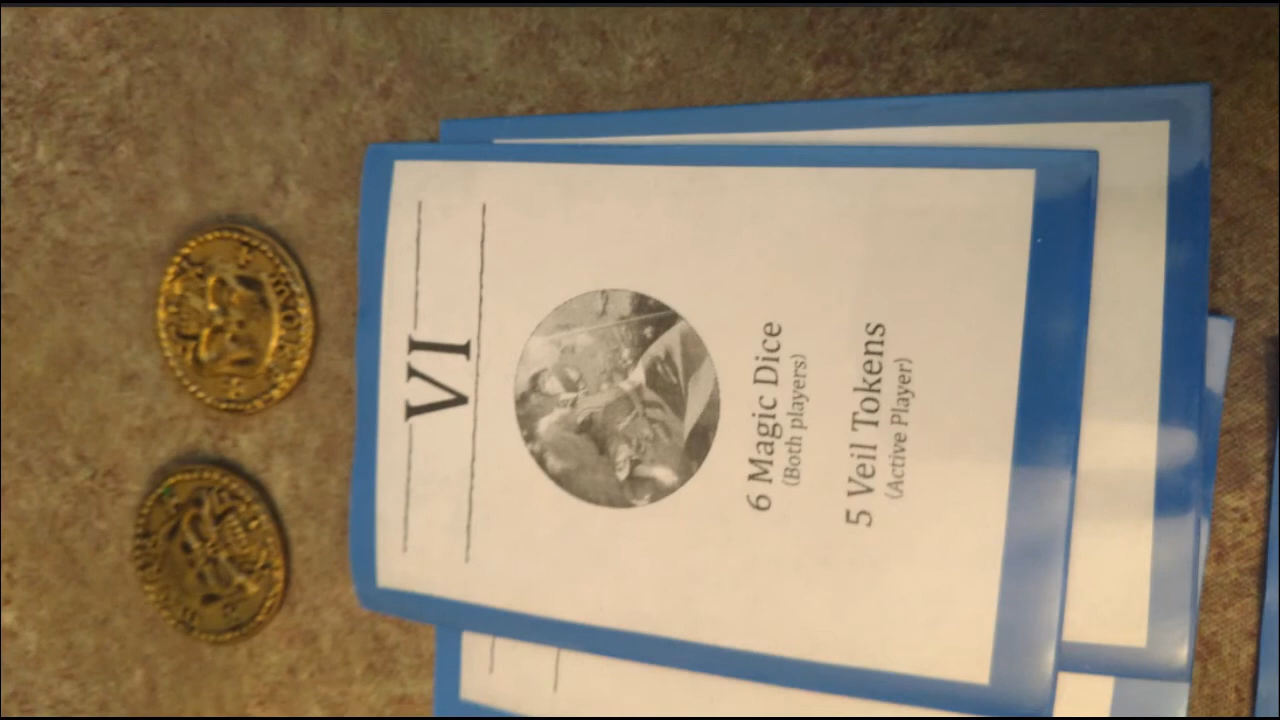 VI
6 Magic Dice
(Both players)
5 Veil Tokens
(Active Player)